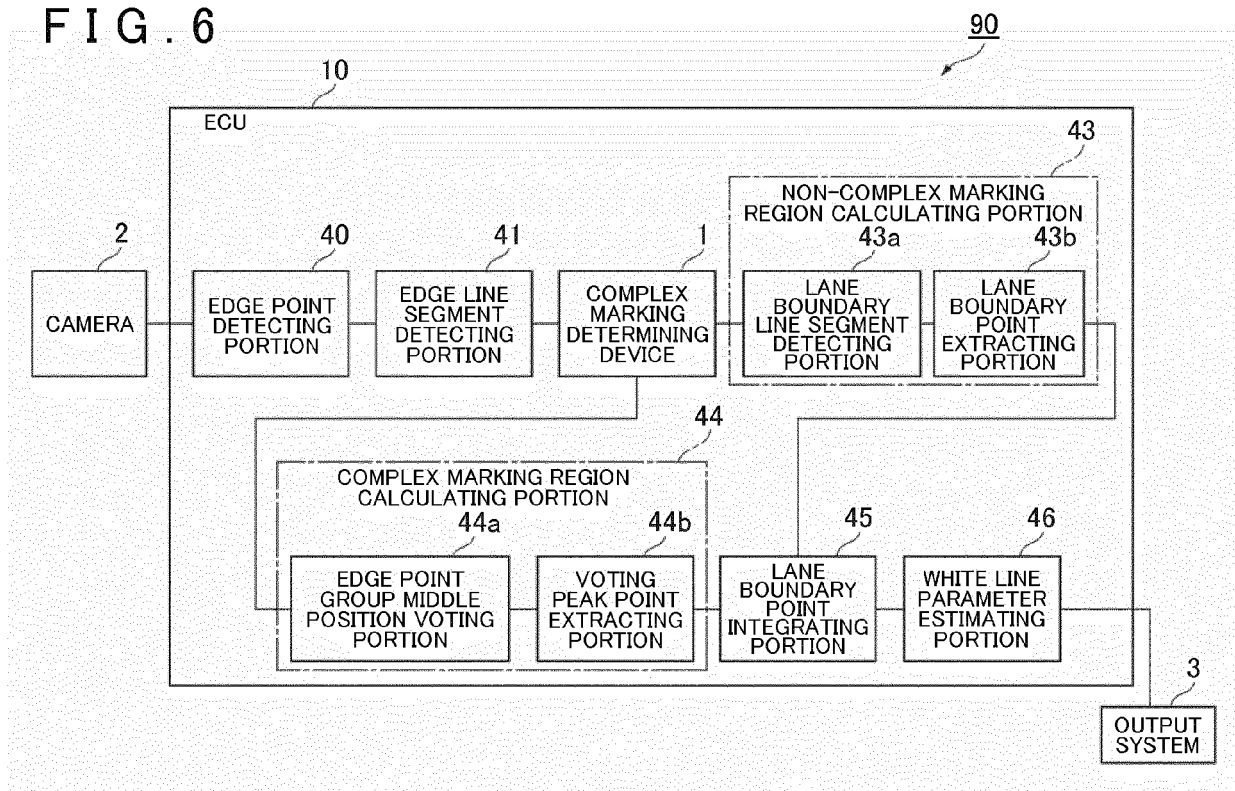 FIG.6
90
10
ECU
43
NON-COMPLEX MARKING
REGION CALCULATING PORTION
2
40
41
1
43a
43b
CAMERA
EDGE POINT
DETECTING
PORTION
EDGE LINE
SEGMENT
DETECTING
PORTION
COMPLEX
MARKING
DETERMINING
DEVICE
LANE
BOUNDARY
LINE SEGMENT
DETECTING
PORTION
LANE
BOUNDARY
POINT
EXTRACTING
PORTION
44
COMPLEX MARKING REGION
CALCULATING PORTION
44a
44b
45
46
EDGE POINT
GROUP MIDDLE
POSITION VOTING
PORTION
VOTING
PEAK POINT
EXTRACTING
PORTION
LANE
BOUNDARY
POINT
INTEGRATING
PORTION
WHITE LINE
PARAMETER
ESTIMATING
PORTION
3
OUTPUT
SYSTEM